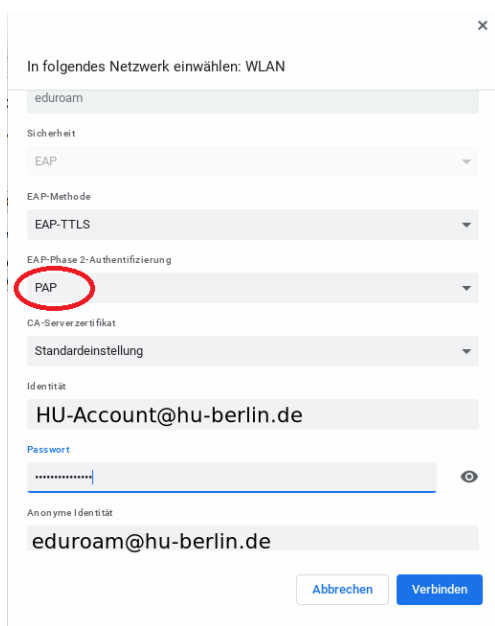 In folgendes Netzwerk einwählen: WLAN
eduroam
Sicherheit
EAP
EAP-Methode
EAP-TTLS
EAP-Phase 2-Authentifizierung
PAP
CA-Serverzertifikat
Standardeinstellung
Identität
HU-Account@hu-berlin.de
Passwort
Anonyme Identität
eduroam@hu-berlin.de
Abbrechen Verbinden